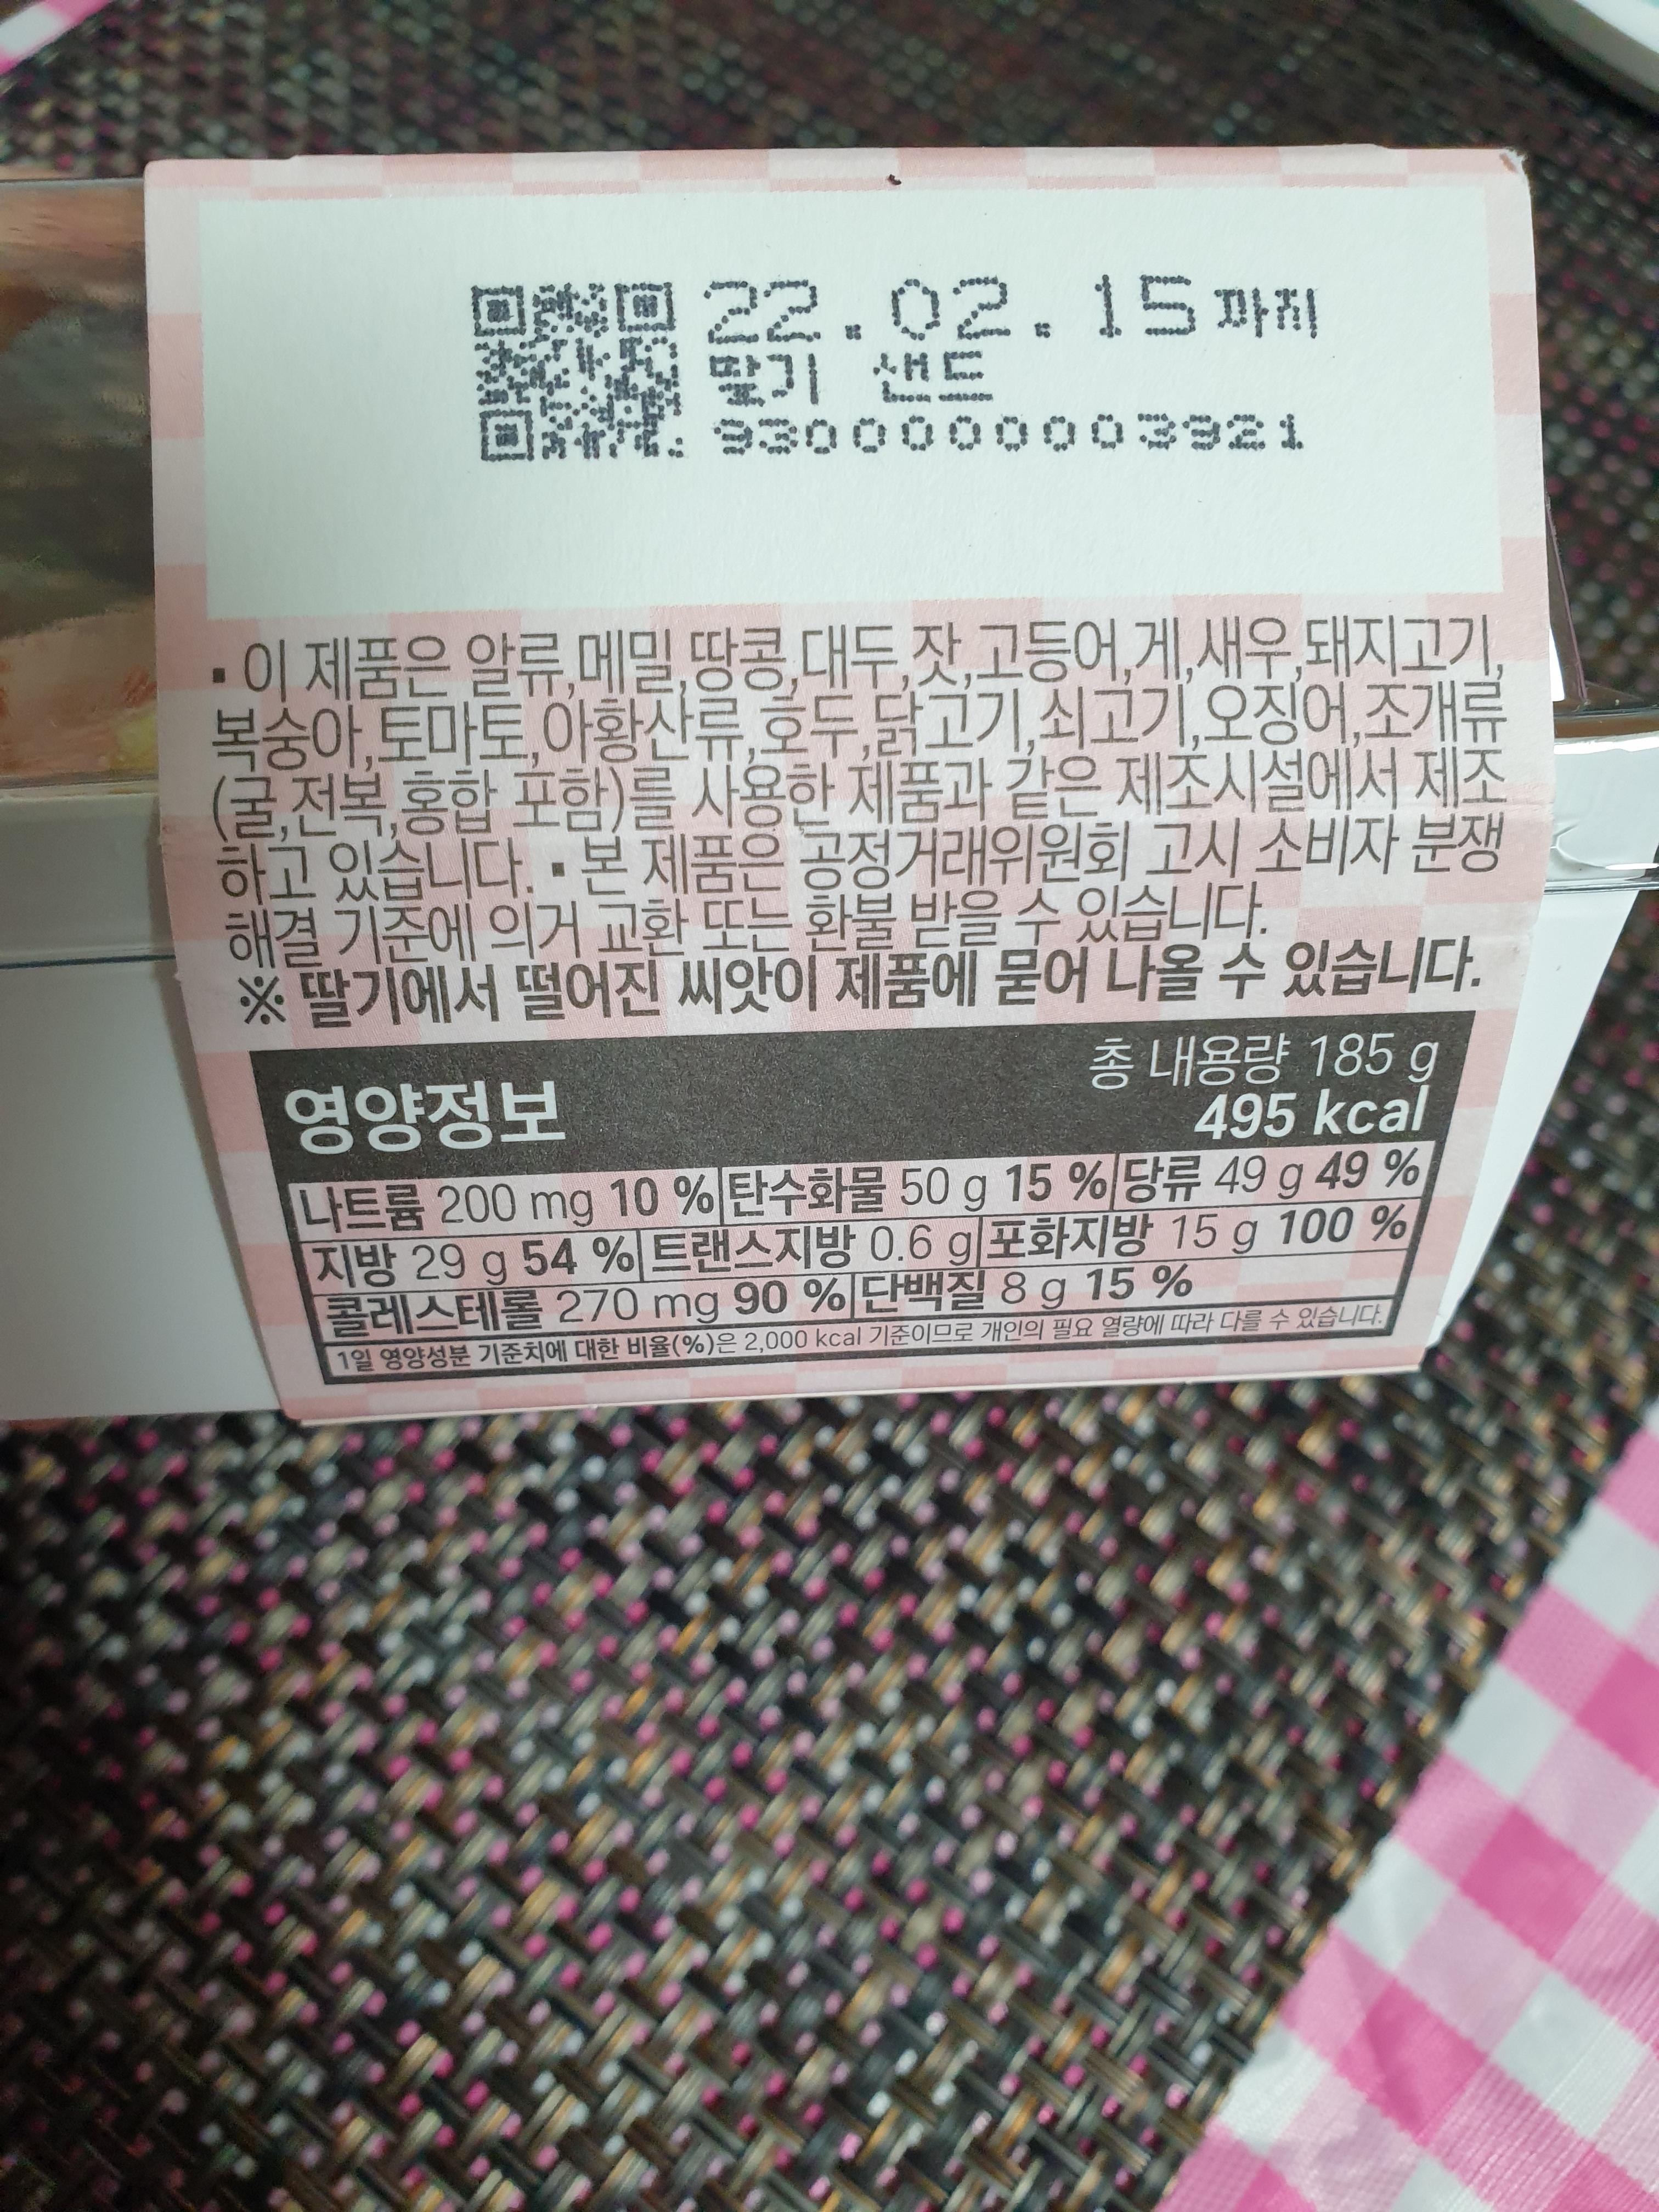 22.02.15까지
딸기 샌드
9300000003921
▪이 제품은 알류,메밀,땅콩,대두,잣,고등어,게,새우,돼지고기,
복숭아,토마토,아황산류,호두,닭고기,쇠고기,오징어,조개류
(굴,전복,홍합 포함)를 사용한 제품과 같은 제조시설에서 제조
하고 있습니다. ▪본 제품은 공정거래위원회 고시 소비자 분쟁
해결 기준에 의거 교환 또는 환불 받을 수 있습니다.
※ 딸기에서 떨어진 씨앗이 제품에 묻어 나올 수 있습니다.
영양정보
총 내용량 185 g
495 kcal
나트륨 200 mg 10 % 탄수화물 50 g 15 % 당류 49 g 49 %
지방 29 g 54 % 트랜스지방 0.6 g 포화지방 15 g 100 %
콜레스테롤 270 mg 90 % 단백질 8 g 15 %
1일 영양성분 기준치에 대한 비율(%)은 2,000 kcal 기준이므로 개인의 필요 열량에 따라 다를 수 있습니다.